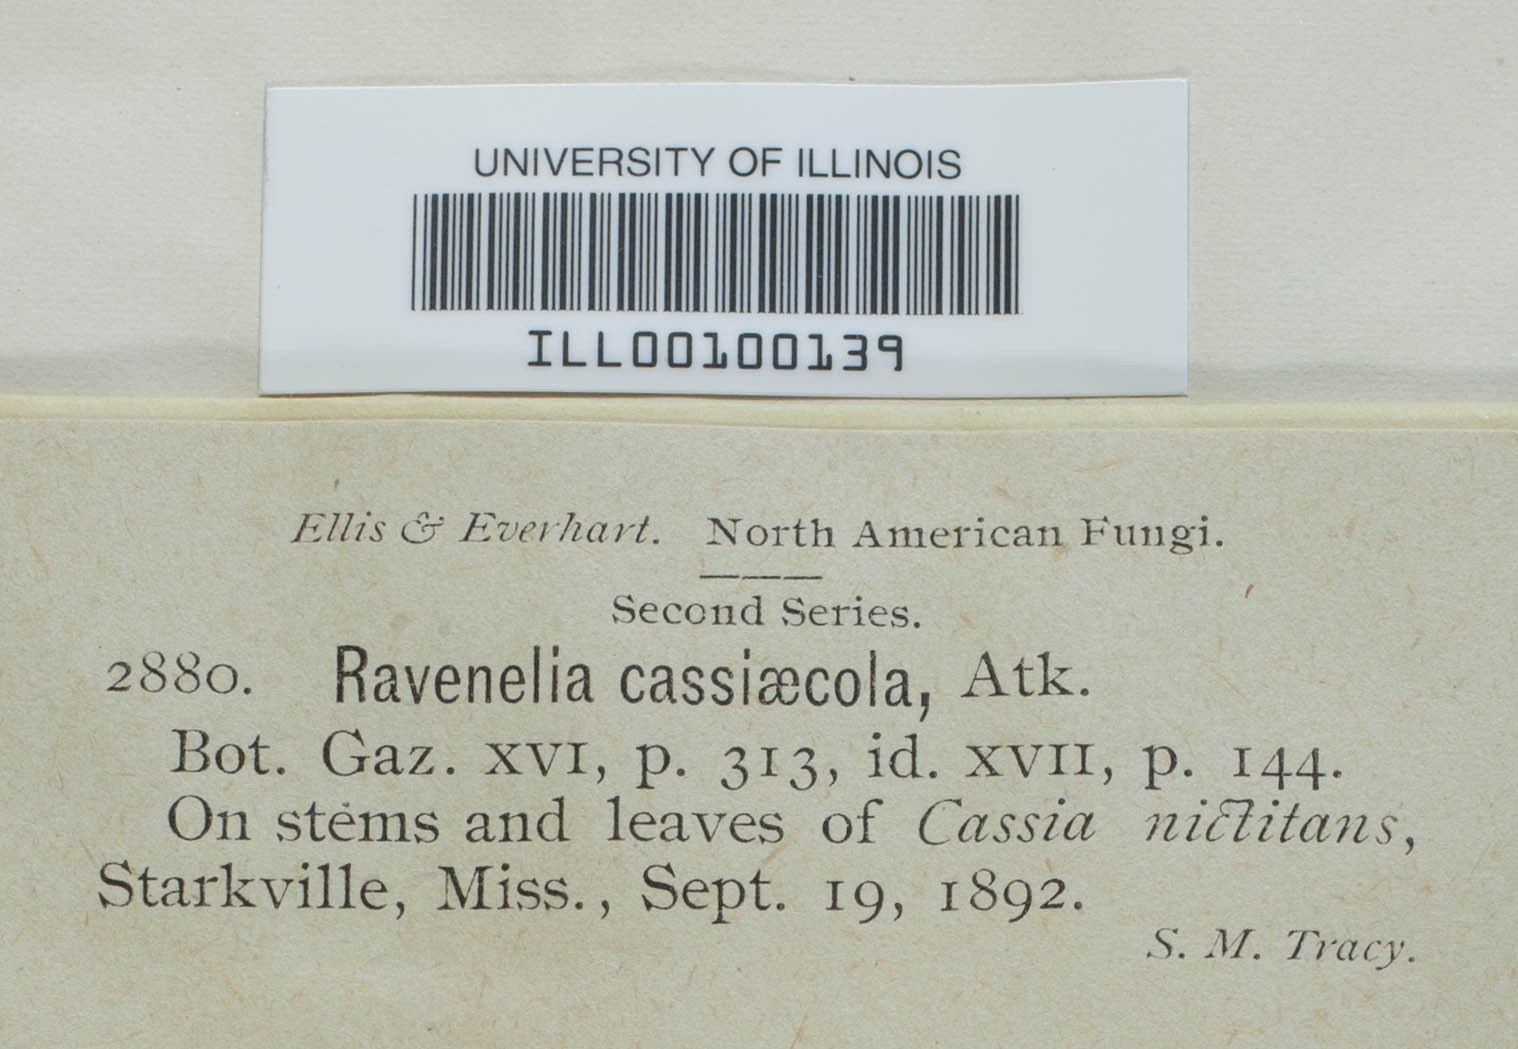 UNIVERSITY OF ILLINOIS
ILL00100139
Ellis & Everhart. North American Fungi.
Second Series.
2880. Ravenelia cassiæcola, Atk.
Bot. Gaz. XVI, p. 313, id. XVII, p. 144.
On stems and leaves of Cassia nictitans,
Starkville, Miss., Sept. 19, 1892.
S. M. Tracy.